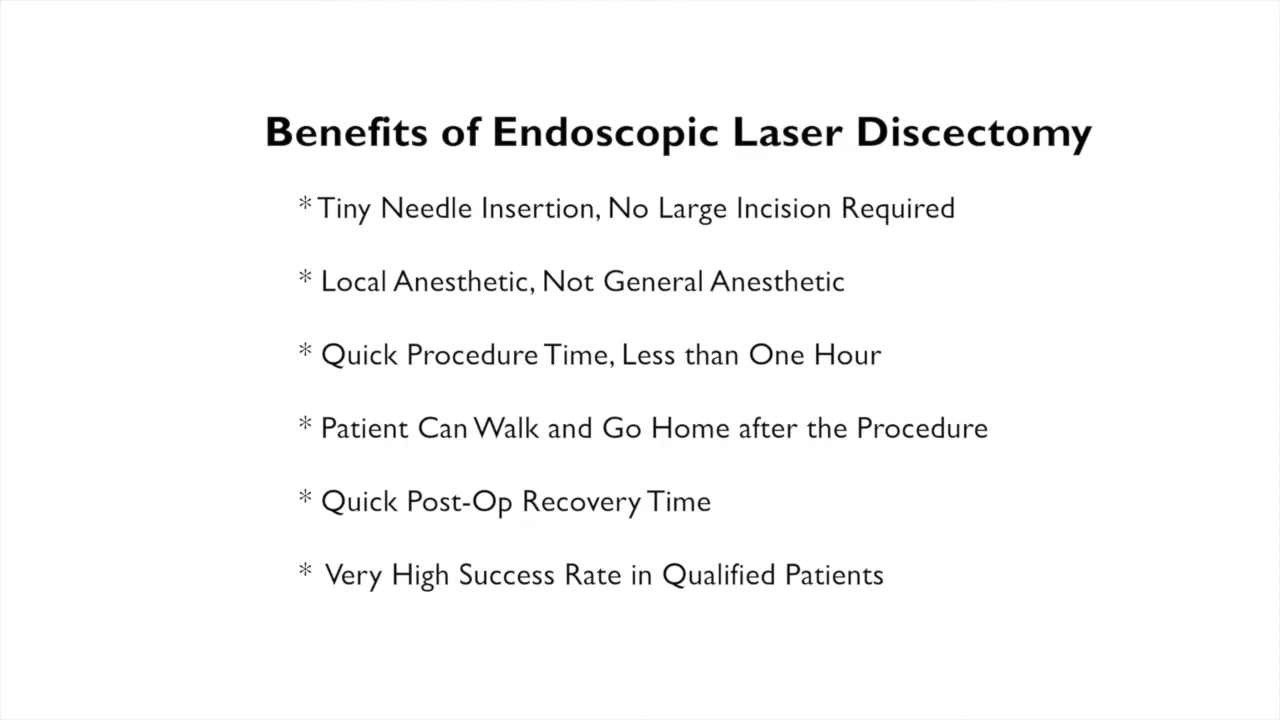 Benefits of Endoscopic Laser Discectomy
* Tiny Needle Insertion, No Large Incision Required
* Local Anesthetic, Not General Anesthetic
* Quick Procedure Time, Less than One Hour
* Patient Can Walk and Go Home after the Procedure
* Quick Post-Op Recovery Time
* Very High Success Rate in Qualified Patients